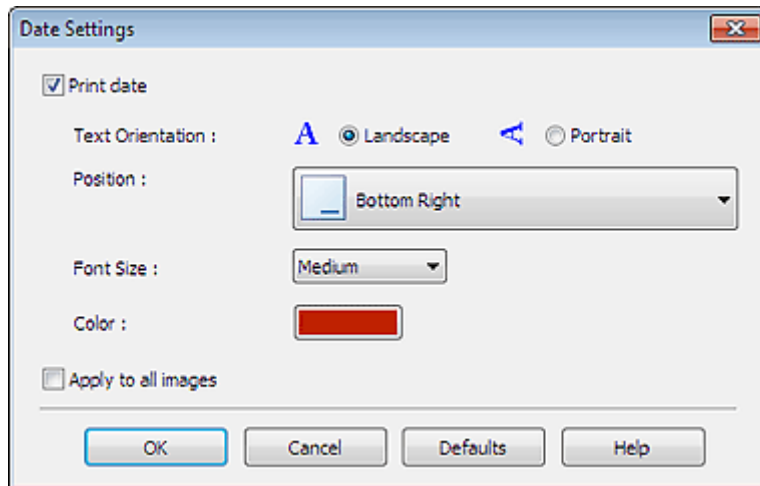 Date Settings
Print date
Text Orientation : A Landscape A Portrait
Position : Bottom Right
Font Size : Medium
Color :
Apply to all images
OK Cancel Defaults Help